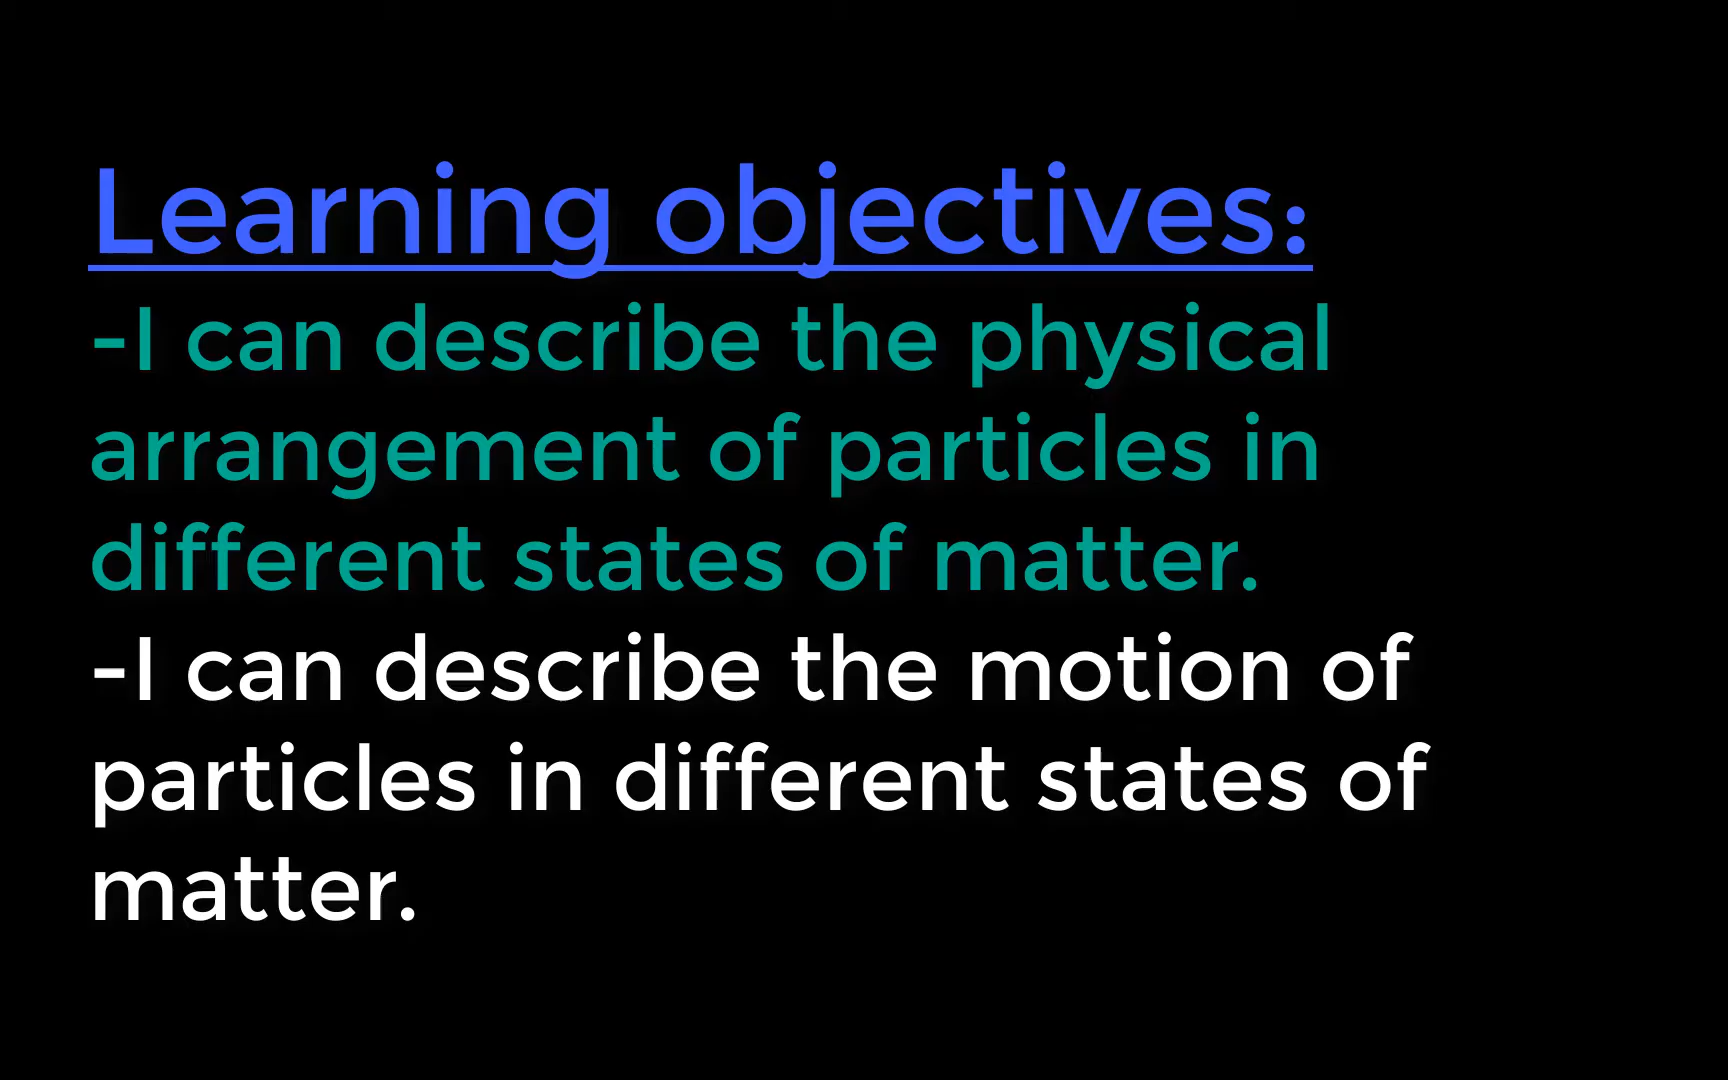 Learning objectives:
-I can describe the physical
arrangement of particles in
different states of matter.
-I can describe the motion of
particles in different states of
matter.